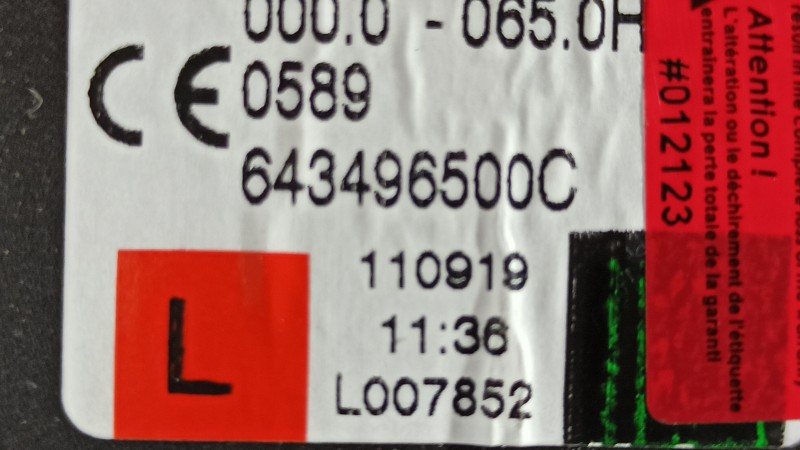 000.0 - 065.0H
CE 0589
643496500C
L
110919
11:36
L007852
Attention !
L'altération ou le déchirement de l'étiquette
entraînera la perte totale de la garanti
#012123